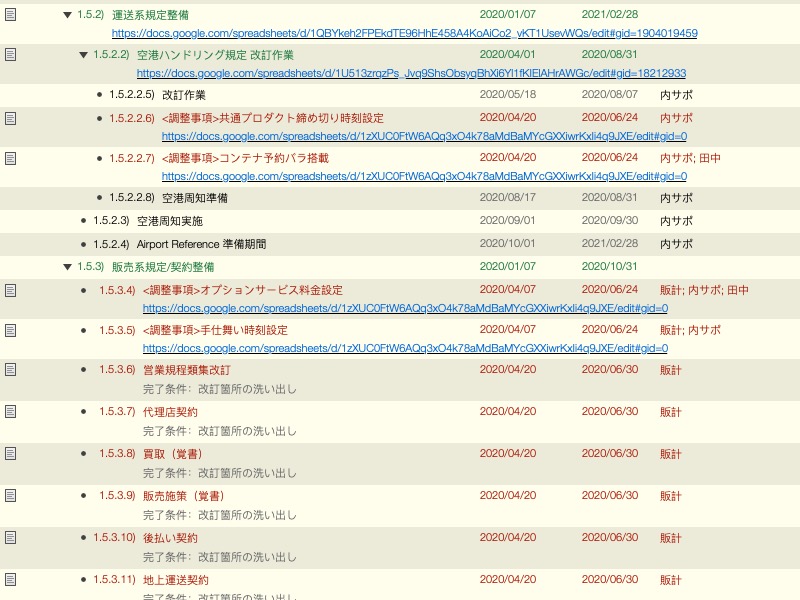 1.5.2) 運送系規定整備 2020/01/07 2021/02/28
https://docs.google.com/spreadsheets/d/1QBYkeh2FPEkdTE96HhE458A4KoAiCo2_vKT1UsevWQs/edit#gid=1904019459
1.5.2.2) 空港ハンドリング規定 改訂作業 2020/04/01 2020/08/31
https://docs.google.com/spreadsheets/d/1U513zrqzPs_Jvq9ShsObsygBhXi6Yl1fKlElAHrAWGc/edit#gid=18212933
1.5.2.2.5) 改訂作業 2020/05/18 2020/08/07 内サポ
1.5.2.2.6) <調整事項>共通プロダクト締め切り時刻設定 2020/04/20 2020/06/24 内サポ
https://docs.google.com/spreadsheets/d/1zXUC0FtW6AQq3xO4k78aMdBaMYcGXXiwrKxli4q9JXE/edit#gid=0
1.5.2.2.7) <調整事項>コンテナ予約バラ搭載 2020/04/20 2020/06/24 内サポ; 田中
https://docs.google.com/spreadsheets/d/1zXUC0FtW6AQq3xO4k78aMdBaMYcGXXiwrKxli4q9JXE/edit#gid=0
1.5.2.2.8) 空港周知準備 2020/08/17 2020/08/31 内サポ
1.5.2.3) 空港周知実施 2020/09/01 2020/09/30 内サポ
1.5.2.4) Airport Reference 準備期間 2020/10/01 2021/02/28 内サポ
1.5.3) 販売系規定/契約整備 2020/01/07 2020/10/31
1.5.3.4) <調整事項>オプションサービス料金設定 2020/04/07 2020/06/24 販計; 内サポ; 田中
https://docs.google.com/spreadsheets/d/1zXUC0FtW6AQq3xO4k78aMdBaMYcGXXiwrKxli4q9JXE/edit#gid=0
1.5.3.5) <調整事項>手仕舞い時刻設定 2020/04/07 2020/06/24 販計; 内サポ
https://docs.google.com/spreadsheets/d/1zXUC0FtW6AQq3xO4k78aMdBaMYcGXXiwrKxli4q9JXE/edit#gid=0
1.5.3.6) 営業規程類集改訂 2020/04/20 2020/06/30 販計
完了条件: 改訂箇所の洗い出し
1.5.3.7) 代理店契約 2020/04/20 2020/06/30 販計
完了条件: 改訂箇所の洗い出し
1.5.3.8) 買取（覚書） 2020/04/20 2020/06/30 販計
完了条件: 改訂箇所の洗い出し
1.5.3.9) 販売施策（覚書） 2020/04/20 2020/06/30 販計
完了条件: 改訂箇所の洗い出し
1.5.3.10) 後払い契約 2020/04/20 2020/06/30 販計
完了条件: 改訂箇所の洗い出し
1.5.3.11) 地上運送契約 2020/04/20 2020/06/30 販計
完了条件: 改訂箇所の洗い出し